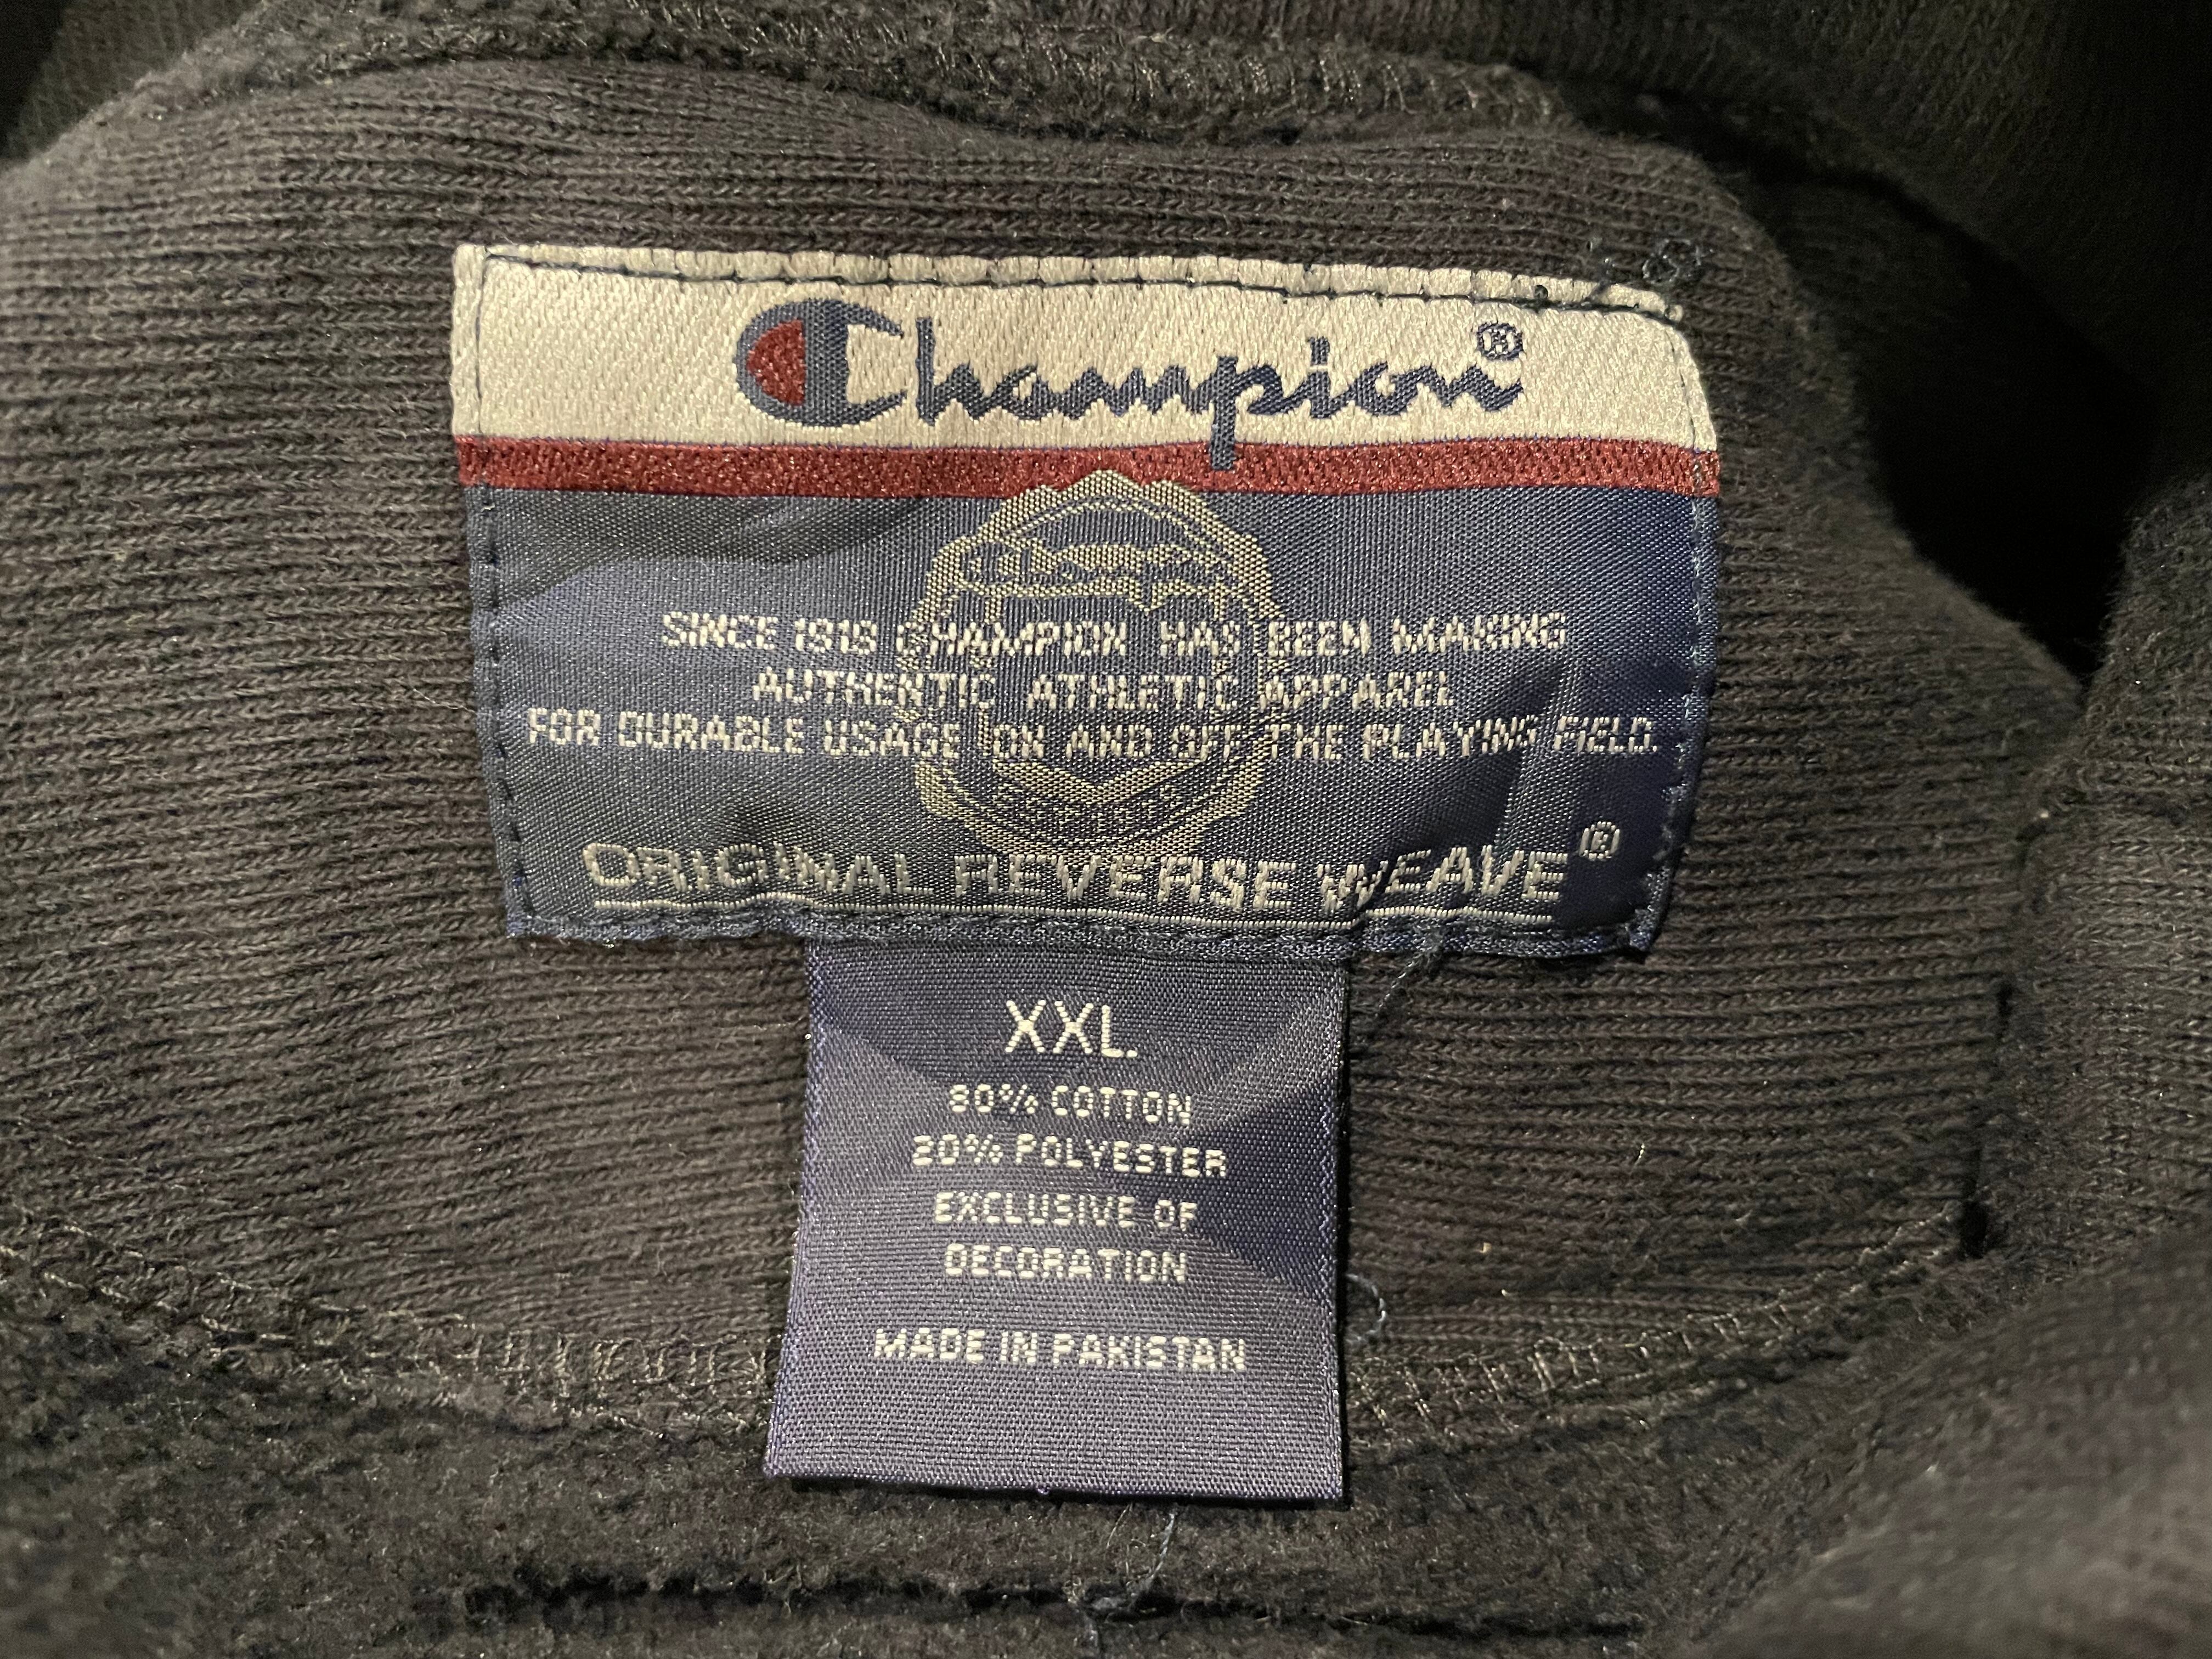 Champion®
Champion
SINCE 1919 CHAMPION HAS BEEN MAKING
AUTHENTIC ATHLETIC APPAREL
FOR DURABLE USAGE ON AND OFF THE PLAYING FIELD.
ORIGINAL REVERSE WEAVE®
XXL
80% COTTON
20% POLYESTER
EXCLUSIVE OF
DECORATION
MADE IN PAKISTAN